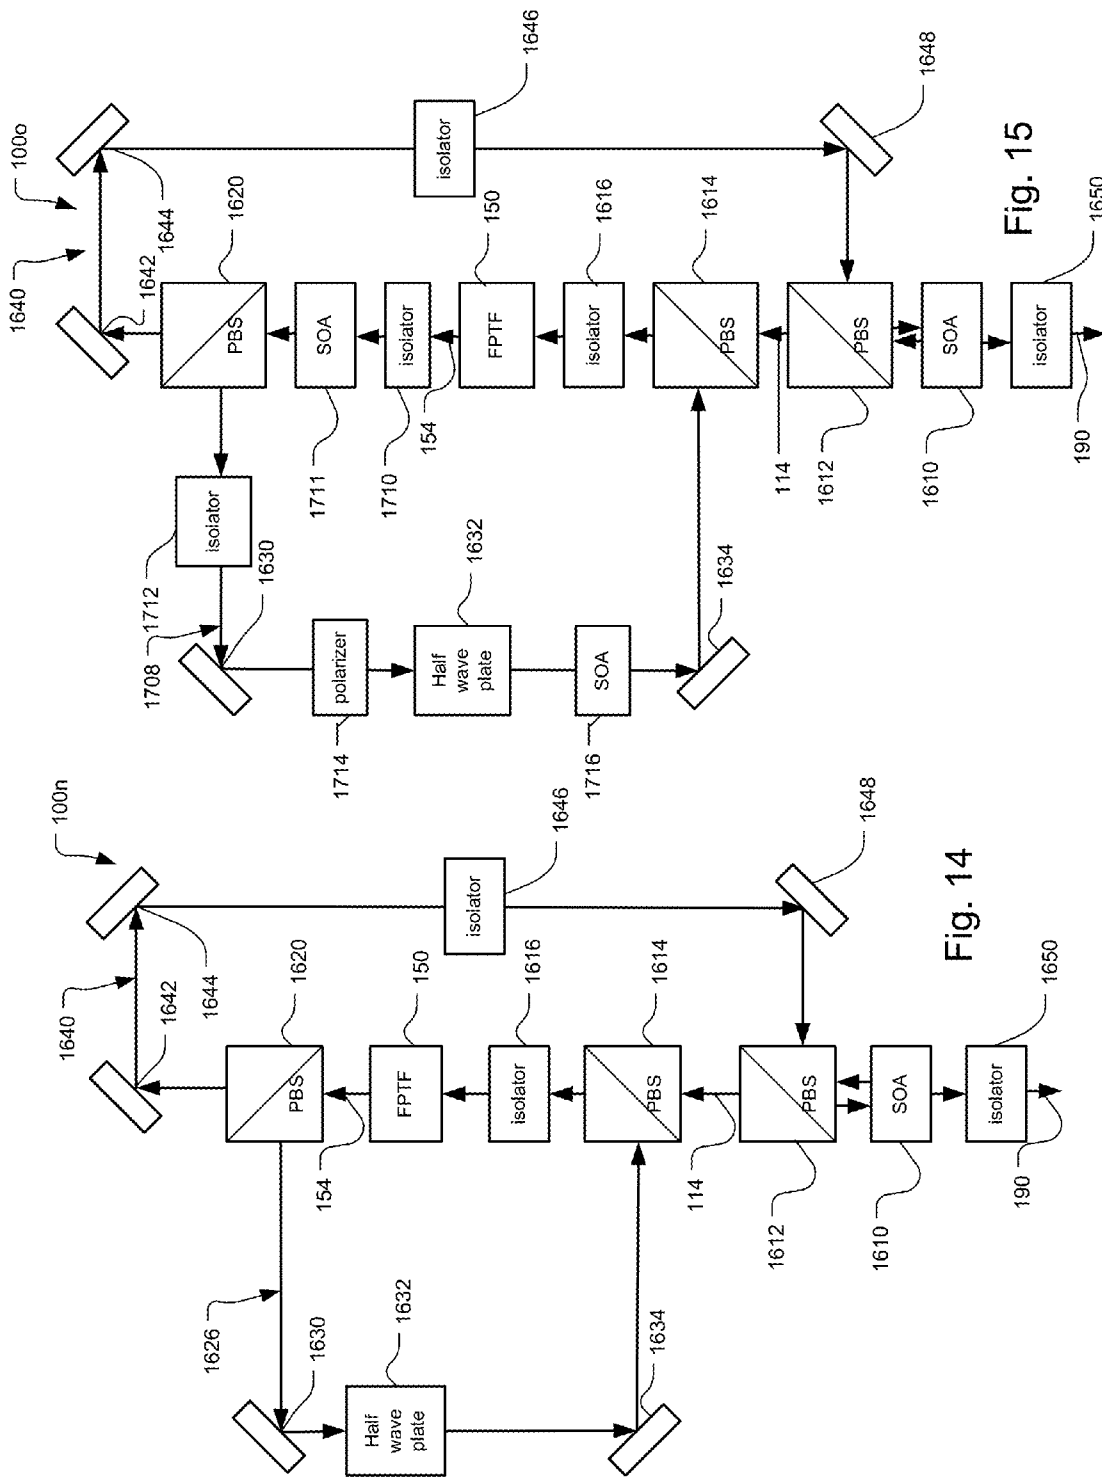 100n
1640
1642
1644
1620
PBS
154
FPTF
150
isolator
1616
isolator
1646
PBS
1614
114
1626
1630
Half
wave
plate
1632
1634
1648
PBS
1612
SOA
1610
isolator
1650
190
Fig. 14
100o
1640
1642
1644
1620
PBS
SOA
1711
isolator
1710
154
FPTF
150
isolator
1616
isolator
1646
PBS
1614
114
isolator
1712
1708
1630
polarizer
1714
Half
wave
plate
1632
SOA
1716
1634
1648
PBS
1612
SOA
1610
isolator
1650
190
Fig. 15